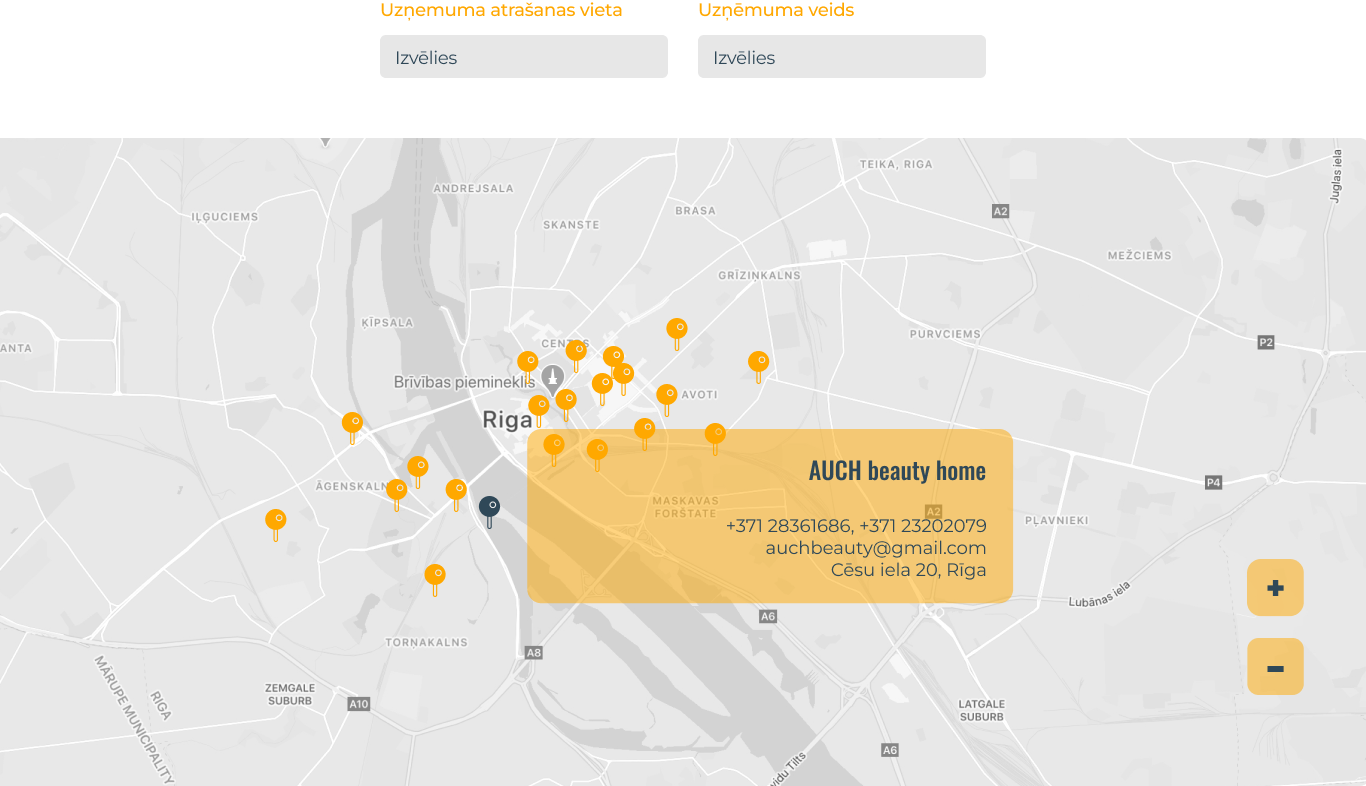 Uzņemuma atrašanas vieta
Uzņēmuma veids
Izvēlies
Izvēlies
TEIKA, RIGA
Juglas iela
ANDREJSALA
IĻĢUCIEMS
SKANSTE
BRASA
A2
MEŽCIEMS
GRĪZINKALNS
ĶĪPSALA
PURVCIEMS
P2
ANTA
CENTRS
Brīvības piemineklis
AVOTI
Riga
AUCH beauty home
ĀGENSKALN
P4
MASKAVAS
FORŠTATE
A2
PĻAVNIEKI
+371 28361686, +371 23202079
auchbeauty@gmail.com
Cēsu iela 20, Rīga
+
Lubānas iela
A6
TORŅAKALNS
A8
–
MĀRUPE MUNICIPALITY
RIGA
ZEMGALE
SUBURB
A10
LATGALE
SUBURB
A6
vidu Tilts